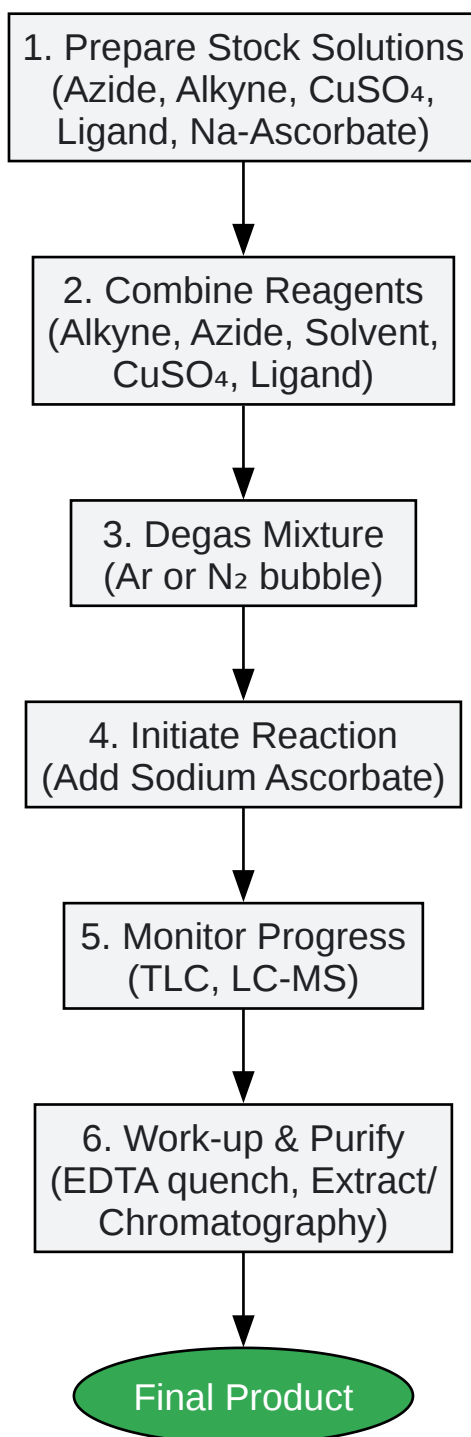 1. Prepare Stock Solutions
(Azide, Alkyne, CuSO₄,
Ligand, Na-Ascorbate)
2. Combine Reagents
(Alkyne, Azide, Solvent,
CuSO₄, Ligand)
3. Degas Mixture
(Ar or N₂ bubble)
4. Initiate Reaction
(Add Sodium Ascorbate)
5. Monitor Progress
(TLC, LC-MS)
6. Work-up & Purify
(EDTA quench, Extract/
Chromatography)
Final Product